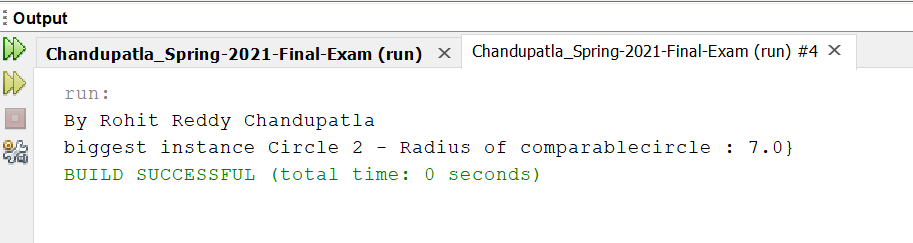 Output
Chandupatla_Spring-2021-Final-Exam (run) Chandupatla_Spring-2021-Final-Exam (run) #4
run:
By Rohit Reddy Chandupatla
biggest instance Circle 2 - Radius of comparablecircle : 7.0}
BUILD SUCCESSFUL (total time: 0 seconds)